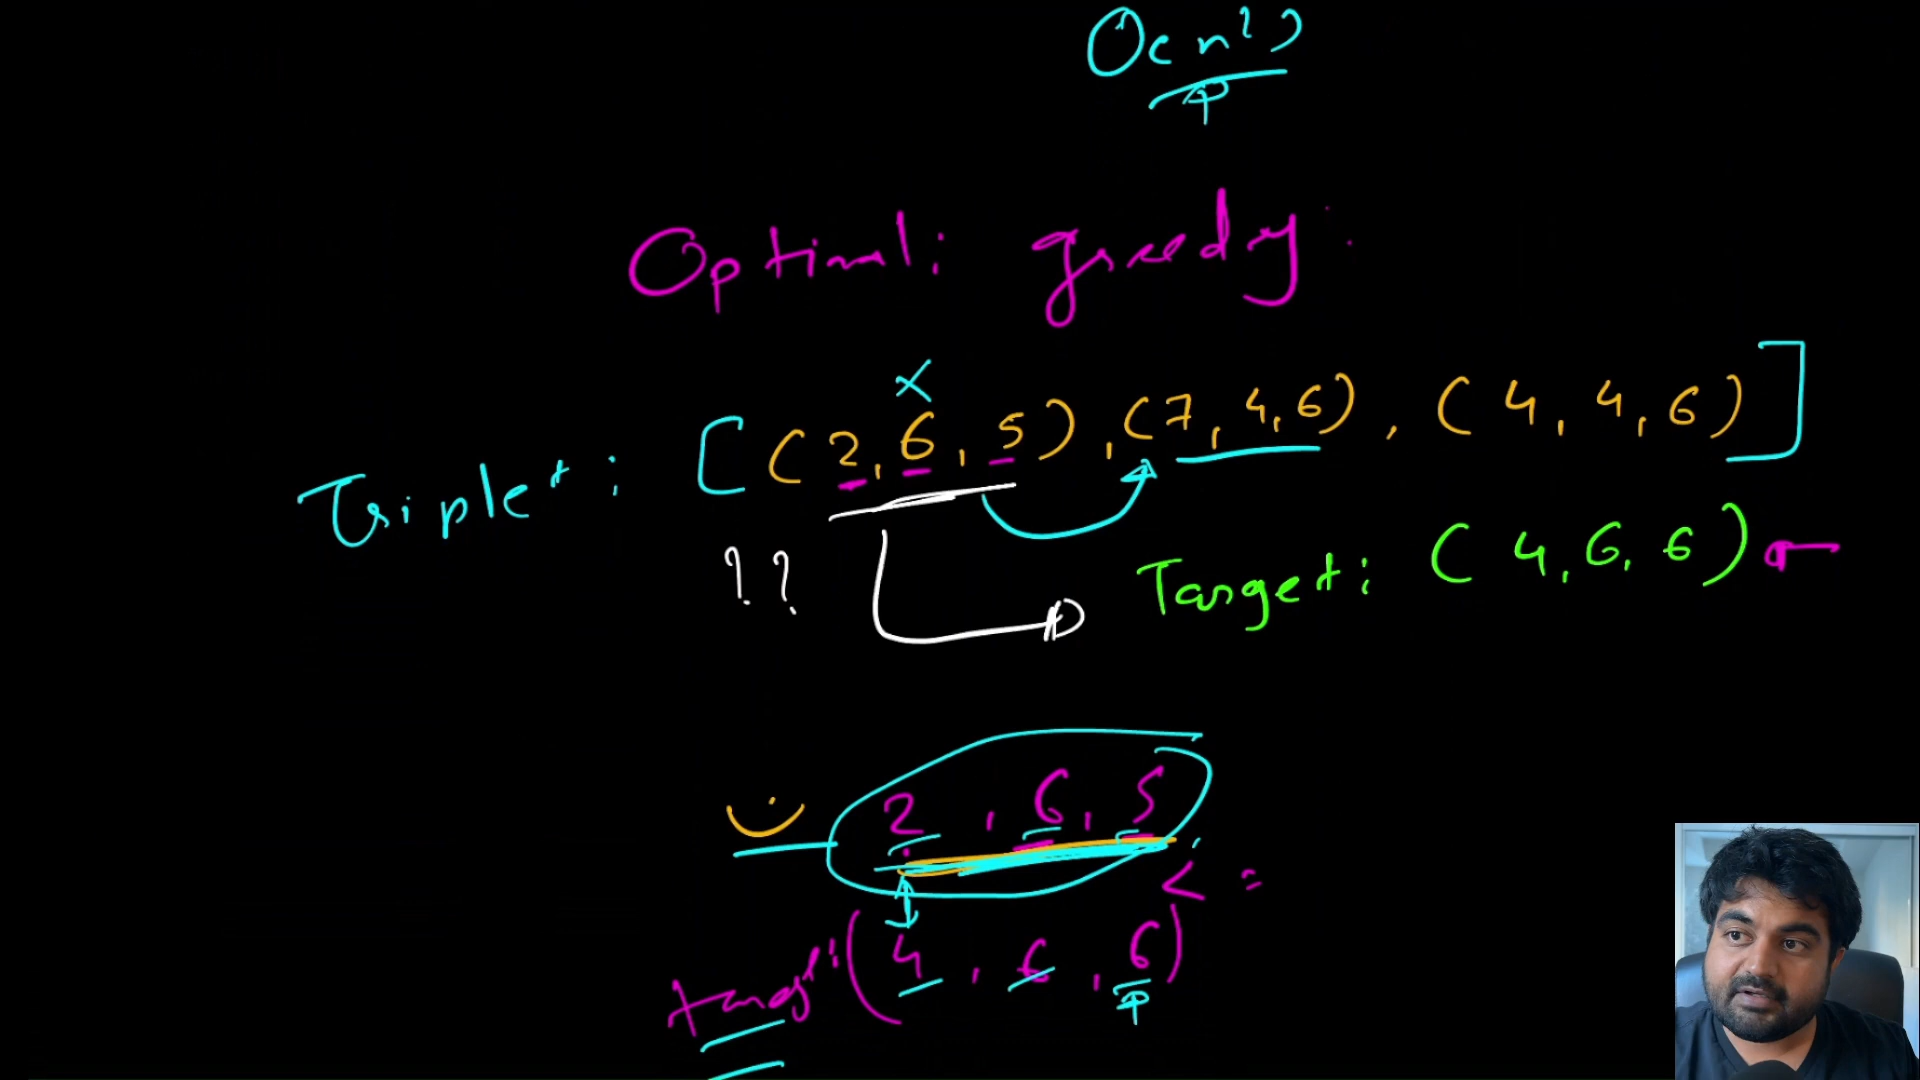 O(n²)
Optimal: greedy:
Triplet: [(2, 6, 5), (7, 4, 6), (4, 4, 6)]
??
Target: (4, 6, 6)
2, 6, 5
< =
target: (4, 6, 6)